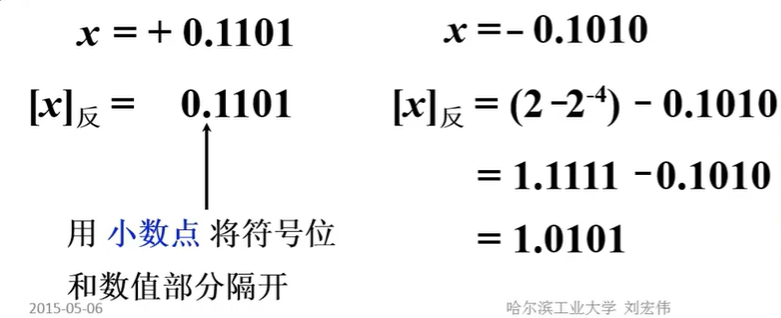 x = + 0.1101
[x]反 = 0.1101
用 小数点 将符号位
和数值部分隔开
x = - 0.1010
[x]反 = (2 -2⁻⁴) - 0.1010
= 1.1111 -0.1010
= 1.0101
2015-05-06
哈尔滨工业大学 刘宏伟